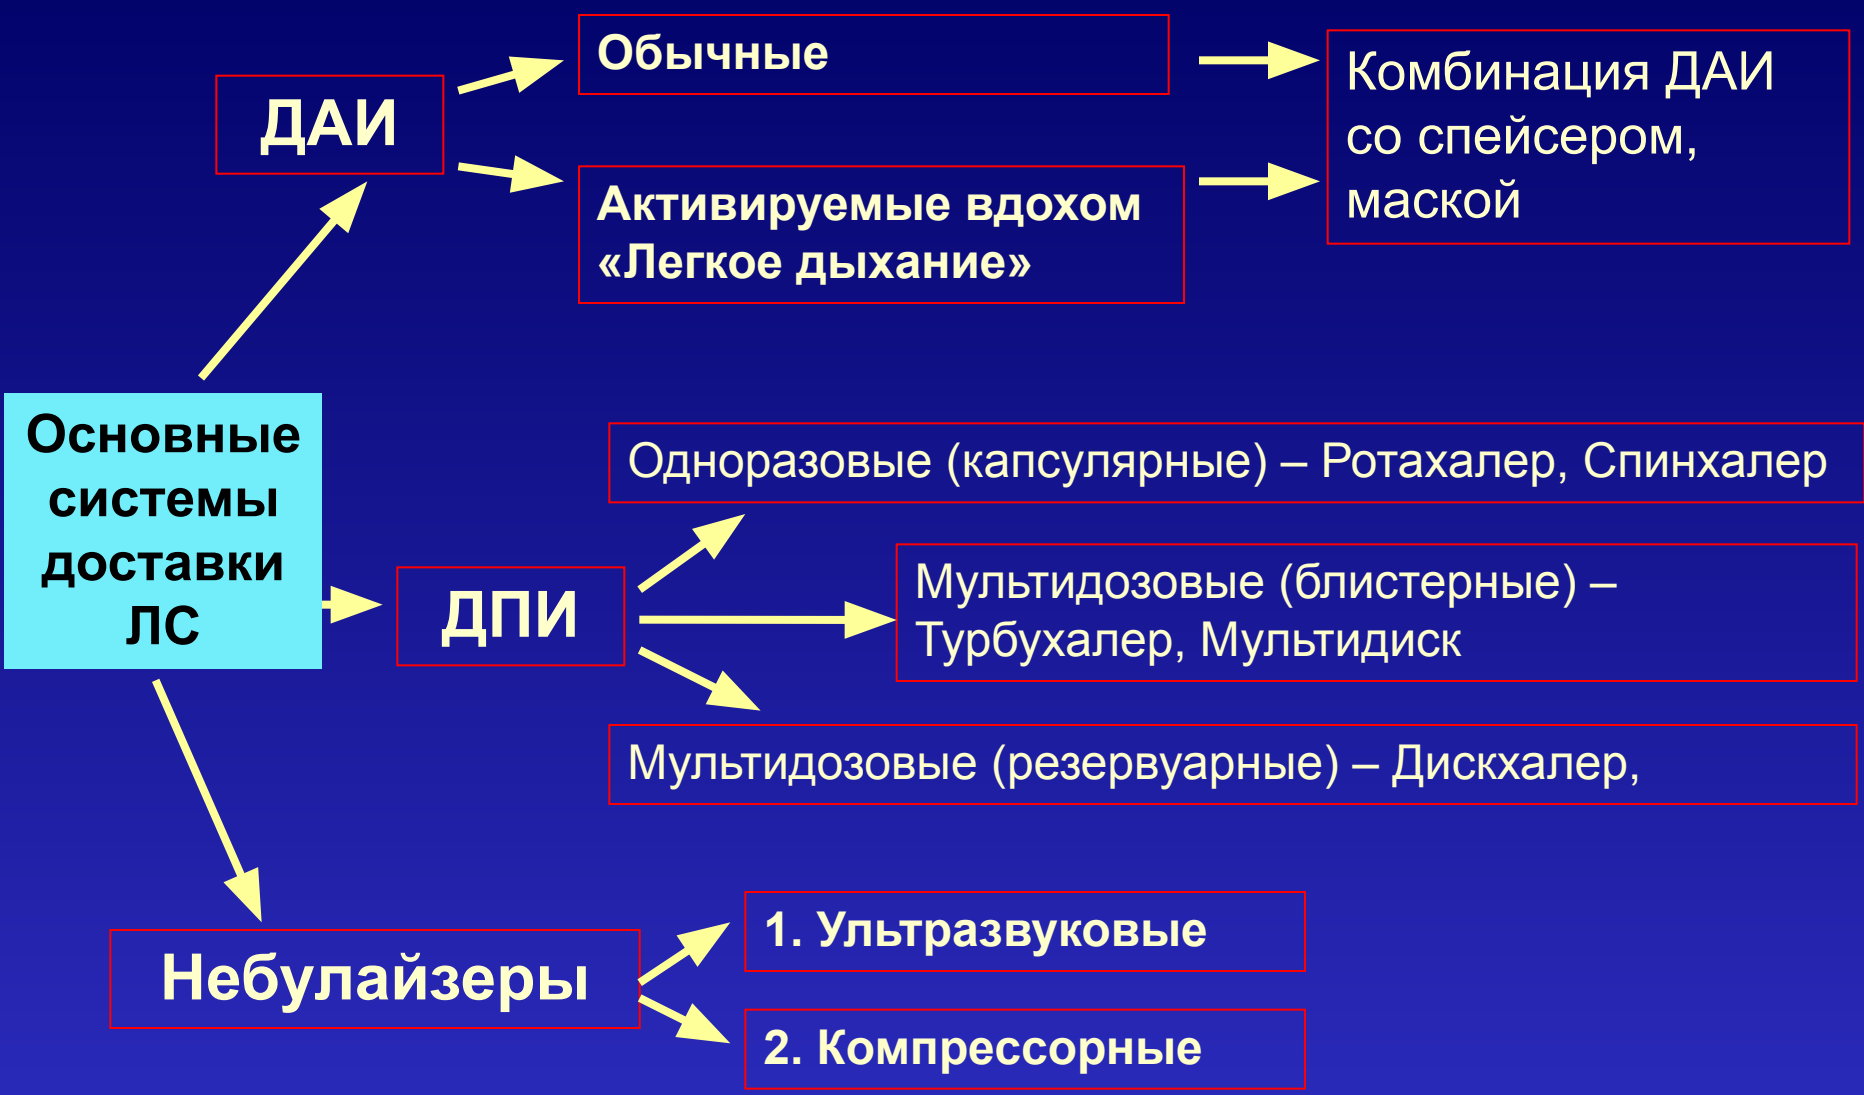 Обычные
ДАИ
Комбинация ДАИ
со спейсером,
маской
Активируемые вдохом
«Легкое дыхание»
Основные
системы
доставки
ЛС
Одноразовые (капсулярные) – Ротахалер, Спинхалер
ДПИ
Мультидозовые (блистерные) –
Турбухалер, Мультидиск
Мультидозовые (резервуарные) – Дискхалер,
Небулайзеры
1. Ультразвуковые
2. Компрессорные